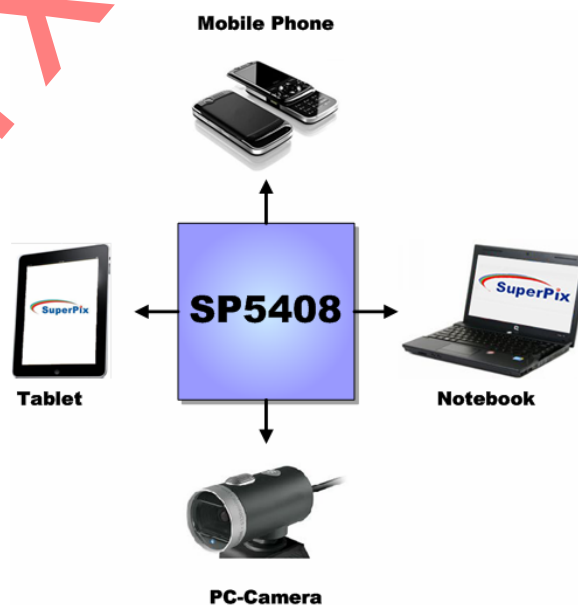 Mobile Phone
SP5408
SuperPix
SuperPix
Tablet
Notebook
PC-Camera